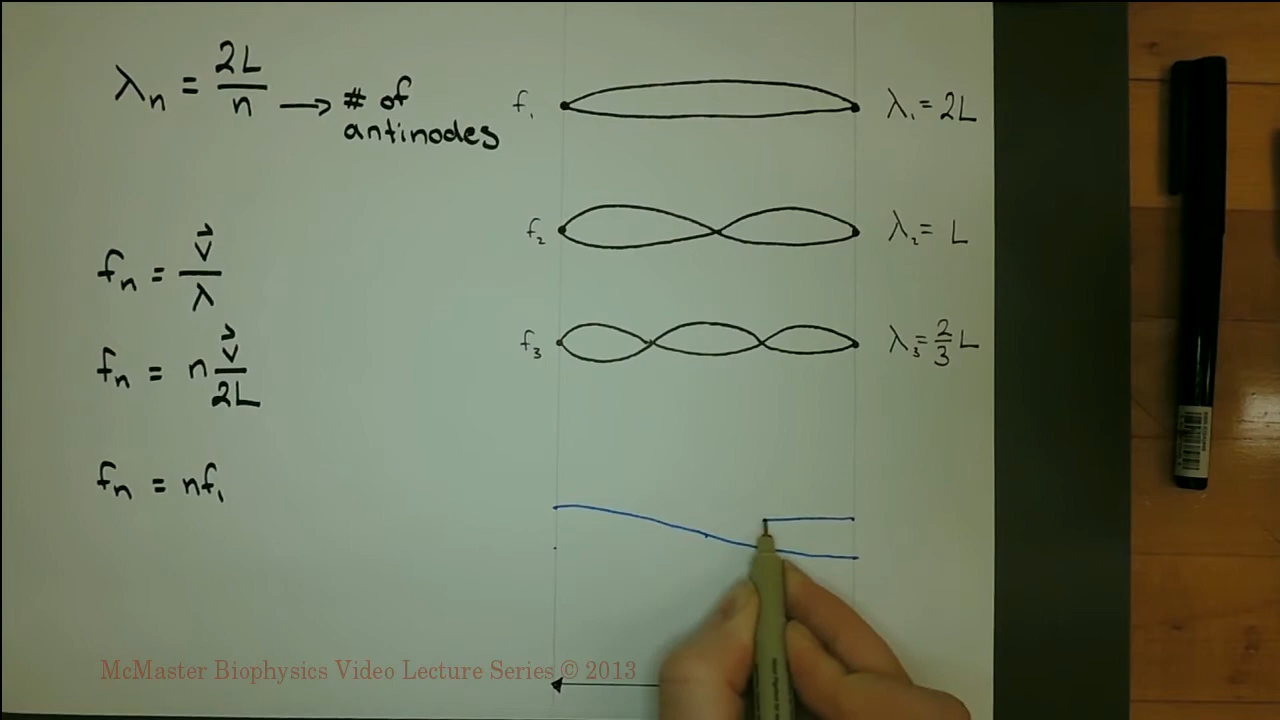 λₙ = 2L/n → # of
antinodes
fₙ = v⃗/λ
fₙ = n v⃗/2L
fₙ = nf₁
f₁ λ₁ = 2L
f₂ λ₂ = L
f₃ λ₃ = 2/3 L
McMaster Biophysics Video Lecture Series © 2013